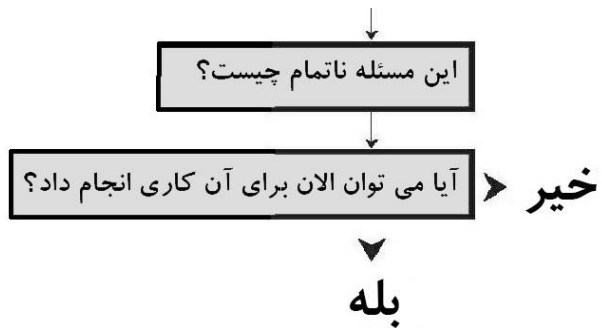 این مسئله ناتمام چیست؟
آیا می توان الان برای آن کاری انجام داد؟
خیر
بله